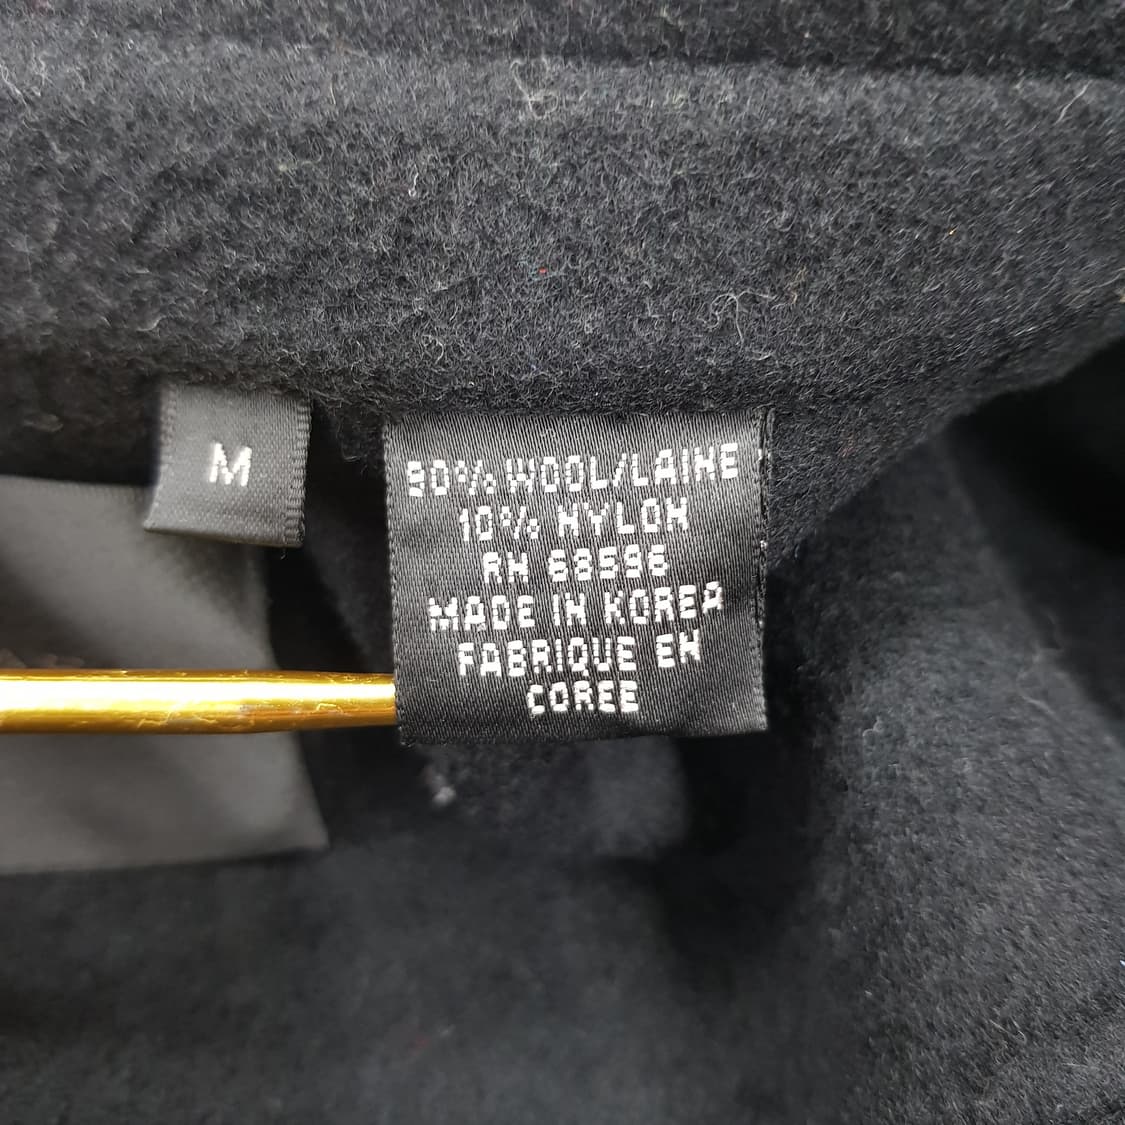 M
90% WOOL/LAINE
10% NYLON
RN 68596
MADE IN KOREA
FABRIQUE EN
COREE